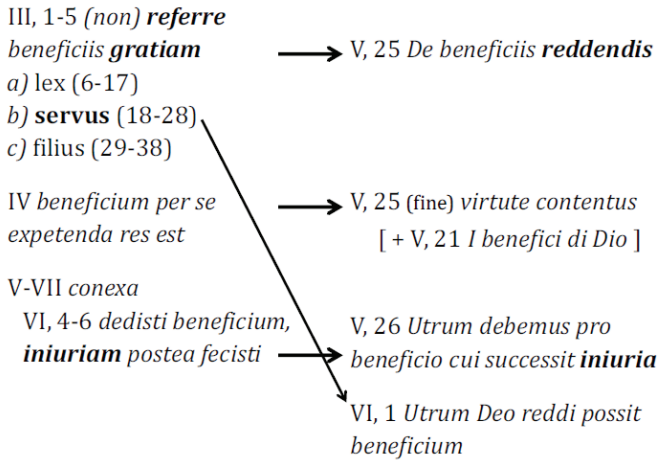 III, 1-5 (non) referre
beneficiis gratiam
a) lex (6-17)
b) servus (18-28)
c) filius (29-38)
IV beneficium per se
expetenda res est
V-VII conexa
VI, 4-6 dedisti beneficium,
iniuriam postea fecisti
V, 25 De beneficiis reddendis
V, 25 (fine) virtute contentus
[ + V, 21 I benefici di Dio ]
V, 26 Utrum debemus pro
beneficio cui successit iniuria
VI, 1 Utrum Deo reddi possit
beneficium